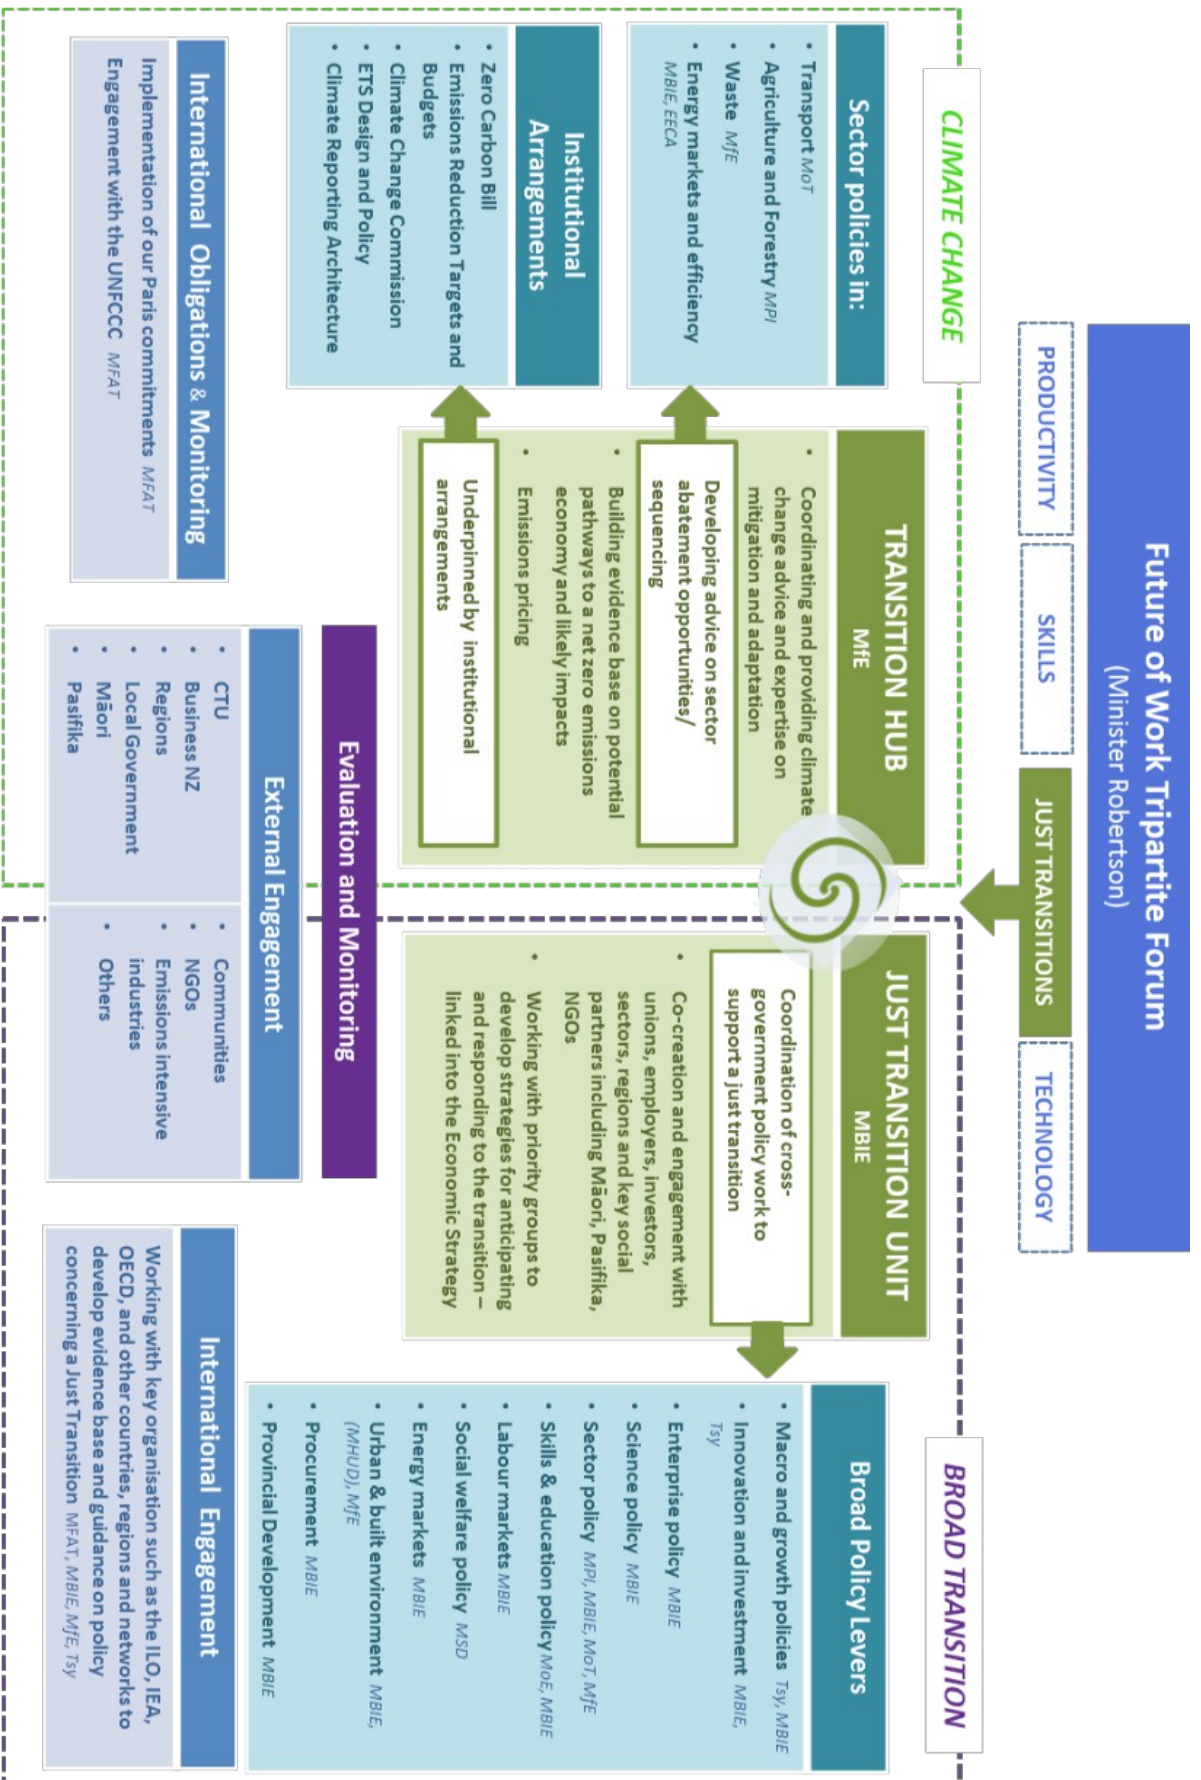 Future of Work Tripartite Forum
(Minister Robertson)
PRODUCTIVITY
SKILLS
JUST TRANSITIONS
TECHNOLOGY
CLIMATE CHANGE
BROAD TRANSITION
Sector policies in:
• Transport MoT
• Agriculture and Forestry MPI
• Waste MfE
• Energy markets and efficiency
MBIE, EECA
Institutional
Arrangements
• Zero Carbon Bill
• Emissions Reduction Targets and
Budgets
• Climate Change Commission
• ETS Design and Policy
• Climate Reporting Architecture
International Obligations & Monitoring
Implementation of our Paris commitments MFAT
Engagement with the UNFCCC MFAT
TRANSITION HUB
MfE
• Coordinating and providing climate
change advice and expertise on
mitigation and adaptation
Developing advice on sector
abatement opportunities/
sequencing
• Building evidence base on potential
pathways to a net zero emissions
economy and likely impacts
• Emissions pricing
Underpinned by institutional
arrangements
JUST TRANSITION UNIT
MBIE
Coordination of cross-
government policy work to
support a just transition
• Co-creation and engagement with
unions, employers, investors,
sectors, regions and key social
partners including Māori, Pasifika,
NGOs
• Working with priority groups to
develop strategies for anticipating
and responding to the transition –
linked into the Economic Strategy
Evaluation and Monitoring
External Engagement
• CTU
• Business NZ
• Regions
• Local Government
• Māori
• Pasifika
• Communities
• NGOs
• Emissions intensive
industries
• Others
Broad Policy Levers
• Macro and growth policies Tsy, MBIE
• Innovation and investment MBIE,
Tsy
• Enterprise policy MBIE
• Science policy MBIE
• Sector policy MPI, MBIE, MoT, MfE
• Skills & education policy MoE, MBIE
• Labour markets MBIE
• Social welfare policy MSD
• Energy markets MBIE
• Urban & built environment MBIE,
(MHUD), MfE
• Procurement MBIE
• Provincial Development MBIE
International Engagement
Working with key organisation such as the ILO, IEA,
OECD, and other countries, regions and networks to
develop evidence base and guidance on policy
concerning a Just Transition MFAT, MBIE, MfE, Tsy